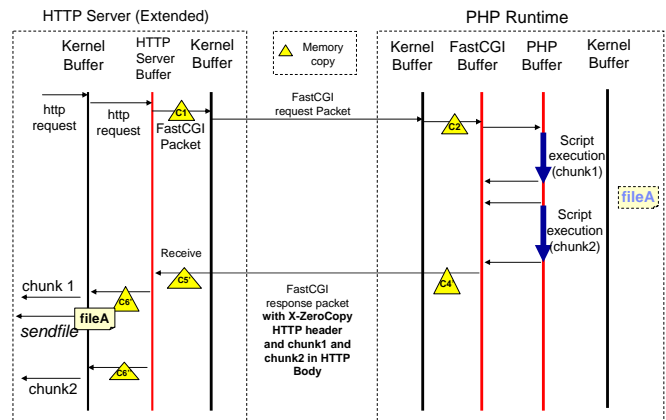 HTTP Server (Extended)
PHP Runtime
Kernel
Buffer
HTTP
Server
Buffer
Kernel
Buffer
Memory
copy
Kernel
Buffer
FastCGI
Buffer
PHP
Buffer
Kernel
Buffer
http
request
http
request
C1
FastCGI
Packet
FastCGI
request Packet
C2
Script
execution
(chunk1)
fileA
Script
execution
(chunk2)
Receive
C5'
C4'
FastCGI
response packet
with X-ZeroCopy
HTTP header
and chunk1 and
chunk2 in HTTP
Body
chunk 1
C6'
fileA
sendfile
C6''
chunk2